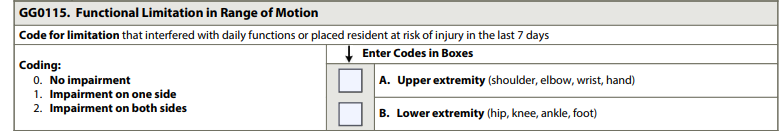 GG0115. Functional Limitation in Range of Motion
Code for limitation that interfered with daily functions or placed resident at risk of injury in the last 7 days
Coding:
0. No impairment
1. Impairment on one side
2. Impairment on both sides
Enter Codes in Boxes
A. Upper extremity (shoulder, elbow, wrist, hand)
B. Lower extremity (hip, knee, ankle, foot)